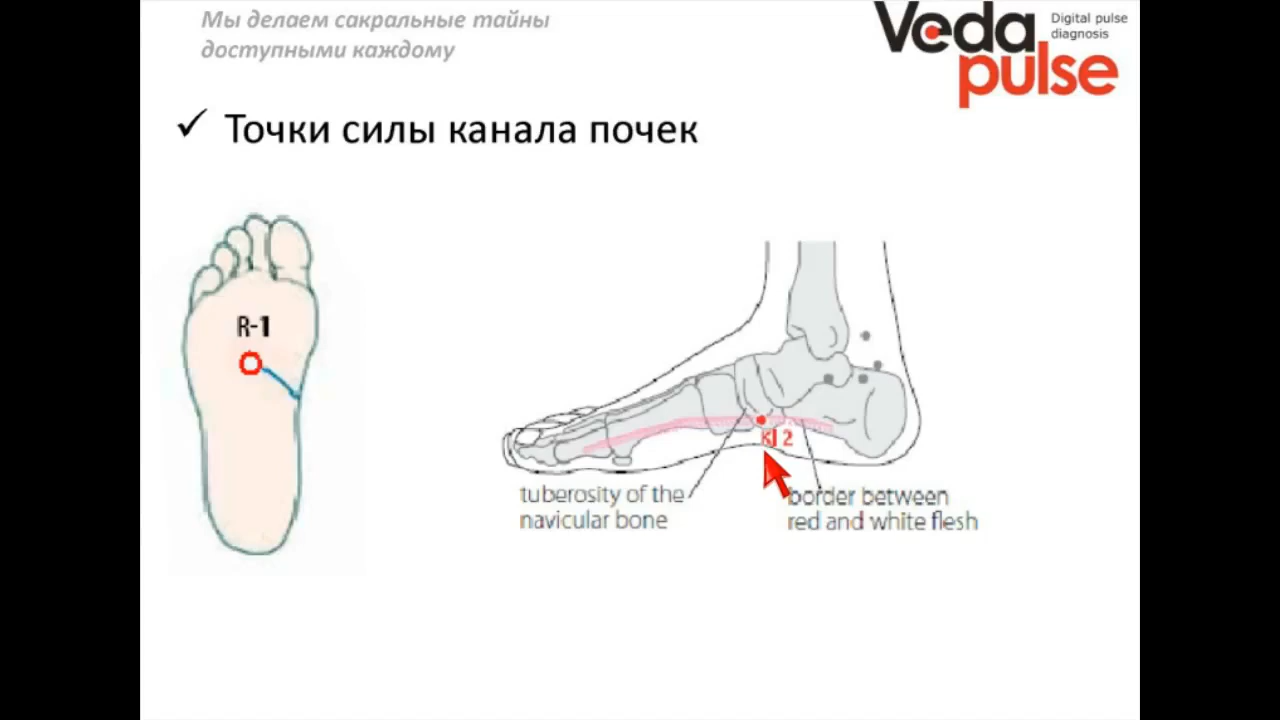 Мы делаем сакральные тайны
доступными каждому
Veda
pulse
Digital pulse
diagnosis
✓ Точки силы канала почек
R-1
KI 2
tuberosity of the
navicular bone
border between
red and white flesh